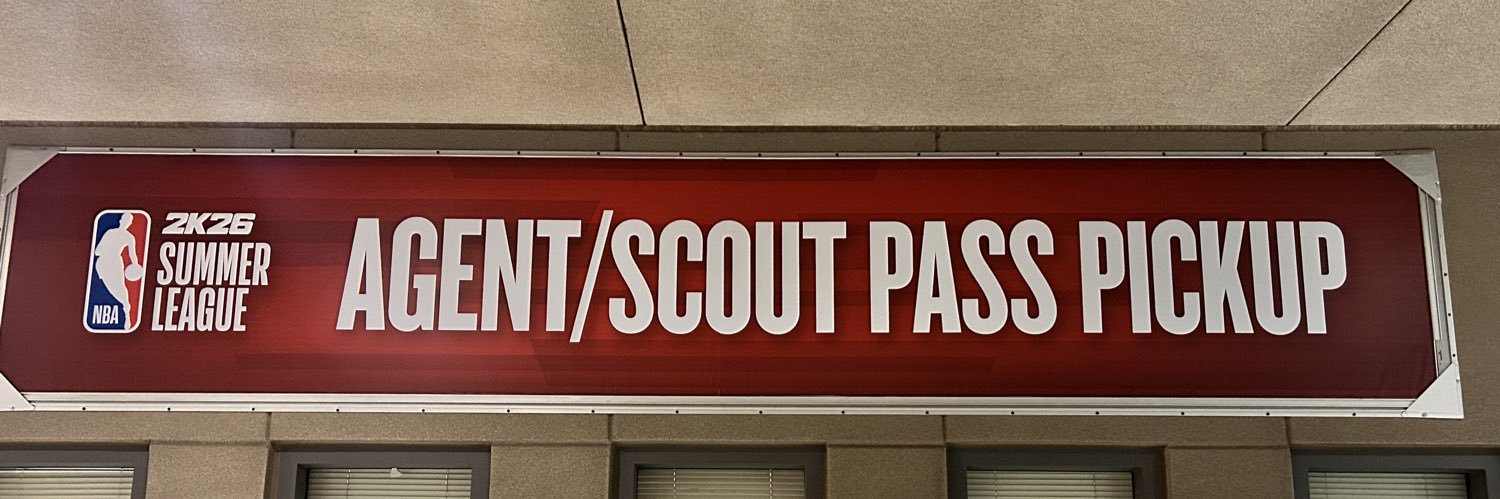 NBA
2K26
SUMMER
LEAGUE
AGENT/SCOUT PASS PICKUP